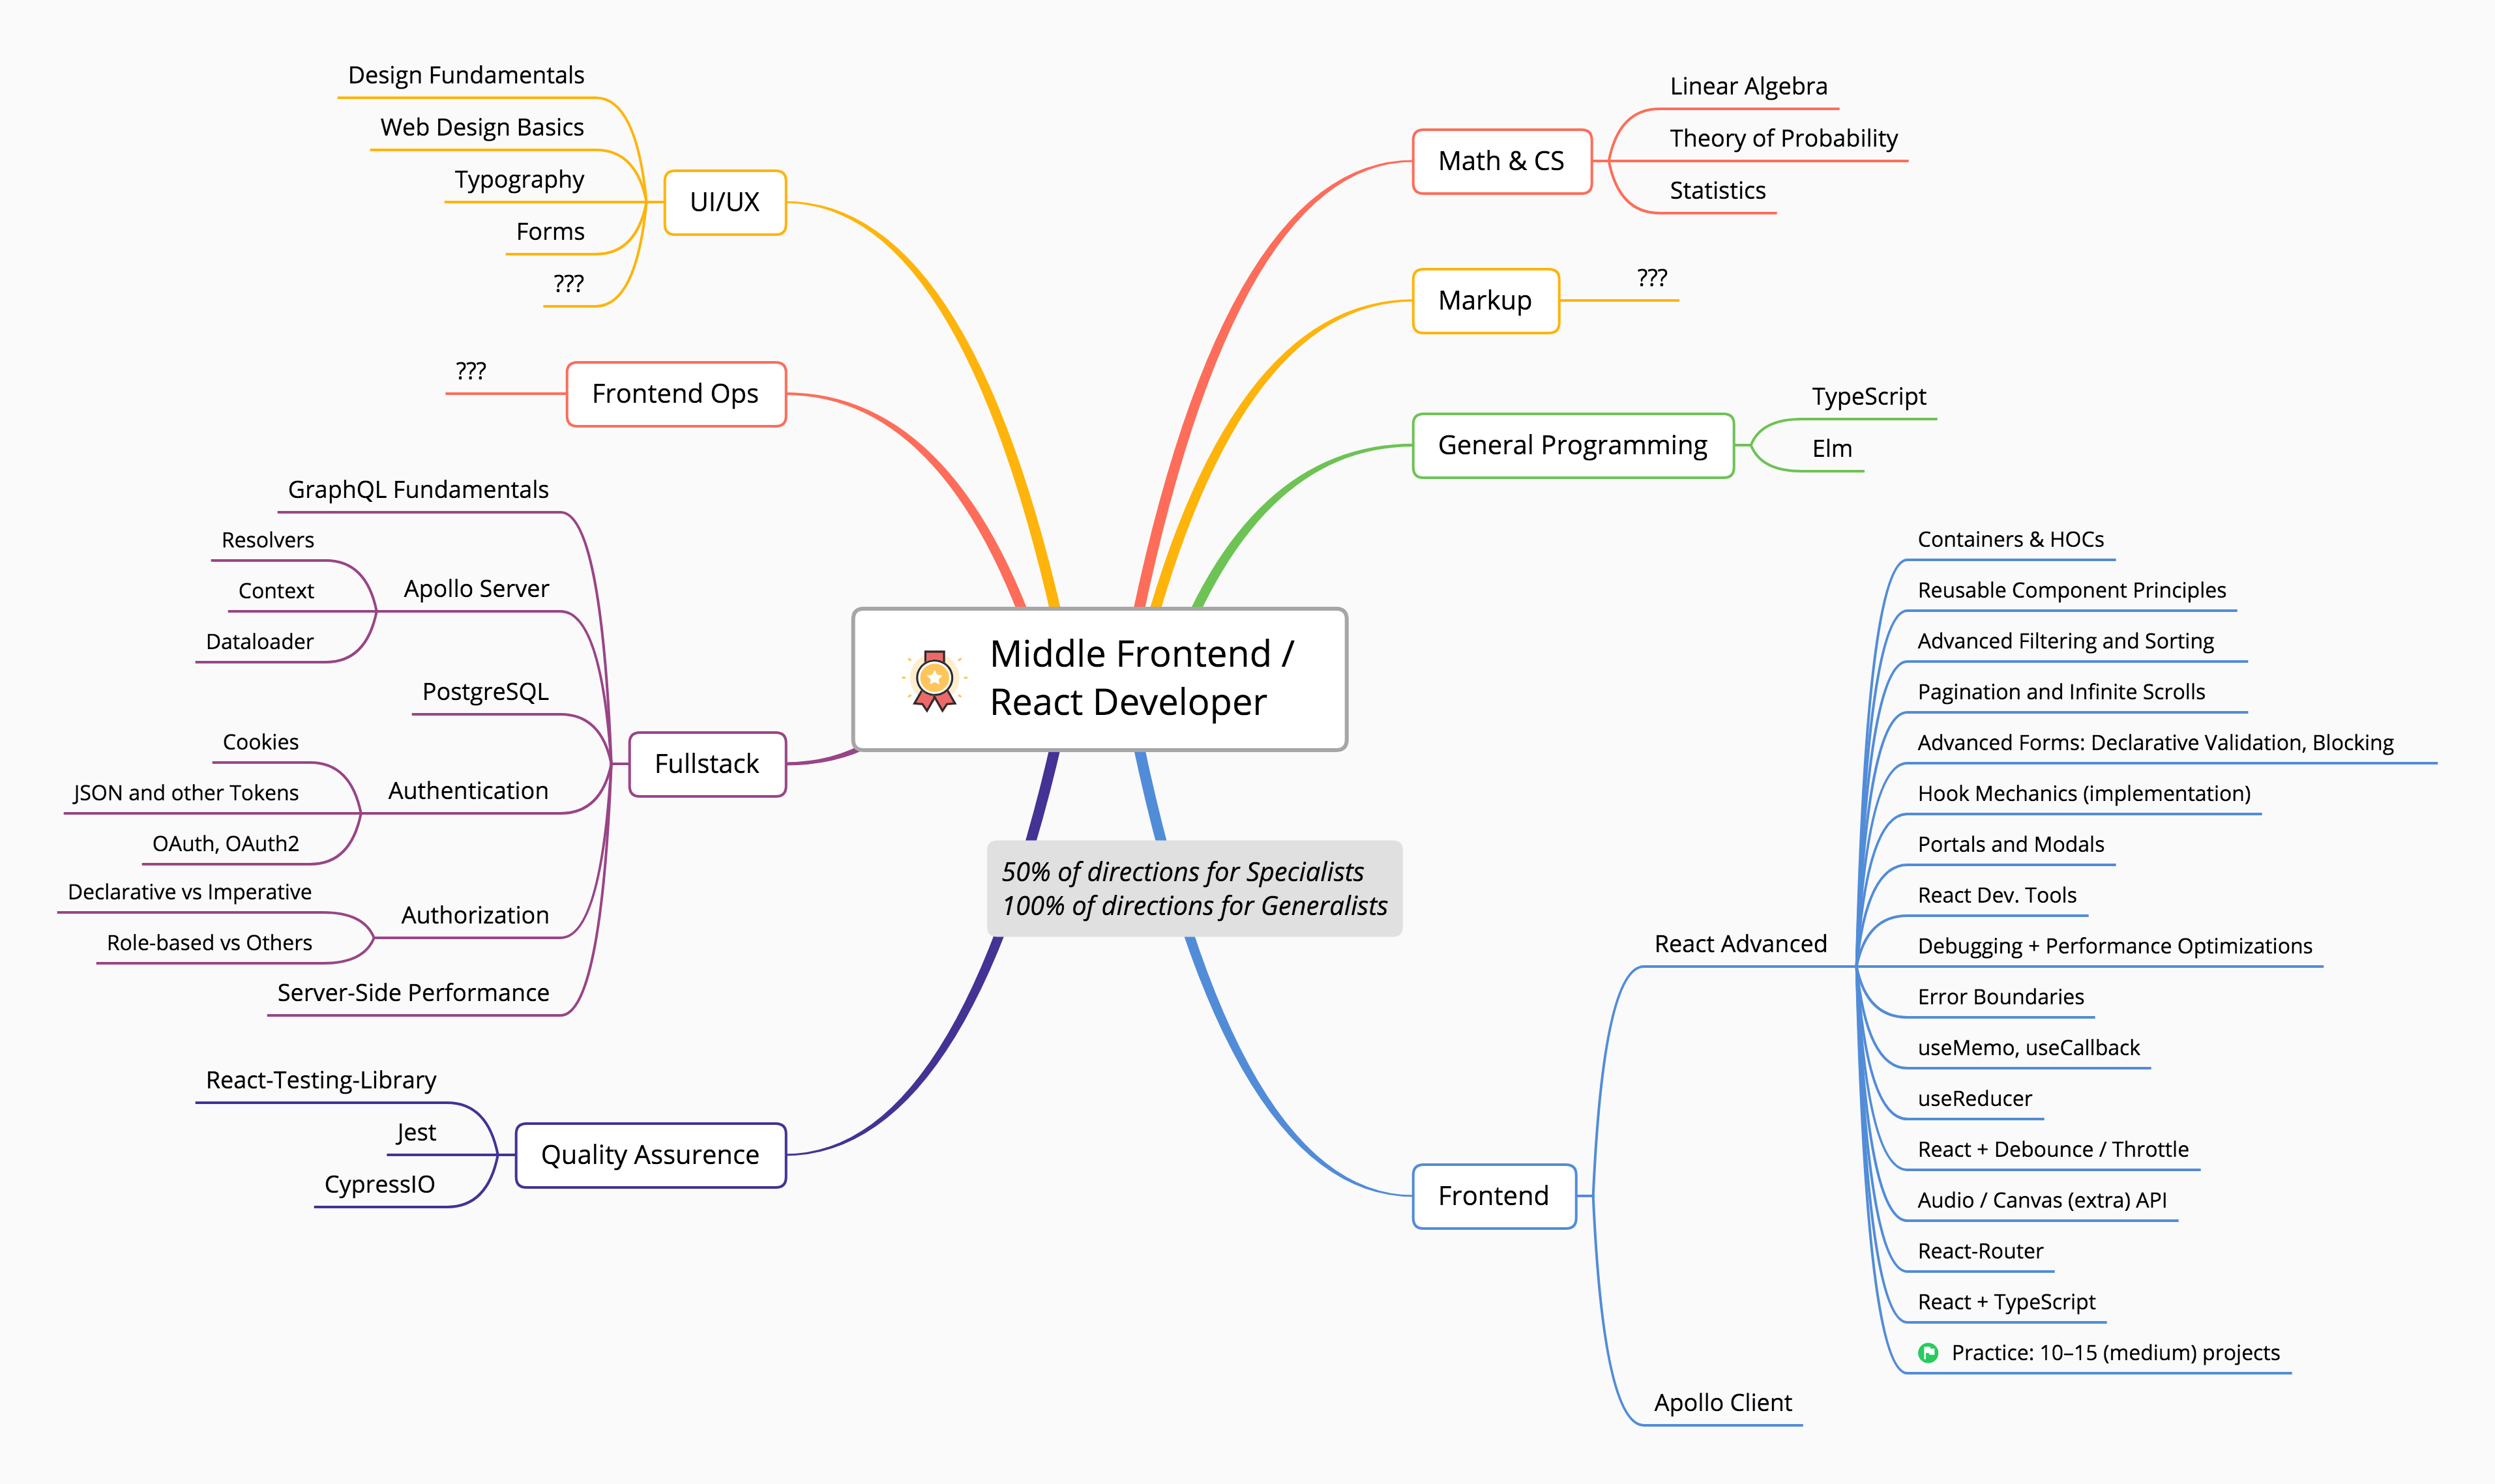 Middle Frontend /
React Developer
50% of directions for Specialists
100% of directions for Generalists
Math & CS
Linear Algebra
Theory of Probability
Statistics
Markup
???
General Programming
TypeScript
Elm
Frontend
React Advanced
Containers & HOCs
Reusable Component Principles
Advanced Filtering and Sorting
Pagination and Infinite Scrolls
Advanced Forms: Declarative Validation, Blocking
Hook Mechanics (implementation)
Portals and Modals
React Dev. Tools
Debugging + Performance Optimizations
Error Boundaries
useMemo, useCallback
useReducer
React + Debounce / Throttle
Audio / Canvas (extra) API
React-Router
React + TypeScript
Practice: 10–15 (medium) projects
Apollo Client
UI/UX
Design Fundamentals
Web Design Basics
Typography
Forms
???
Frontend Ops
???
Fullstack
GraphQL Fundamentals
Apollo Server
Resolvers
Context
Dataloader
PostgreSQL
Authentication
Cookies
JSON and other Tokens
OAuth, OAuth2
Authorization
Declarative vs Imperative
Role-based vs Others
Server-Side Performance
Quality Assurence
React-Testing-Library
Jest
CypressIO